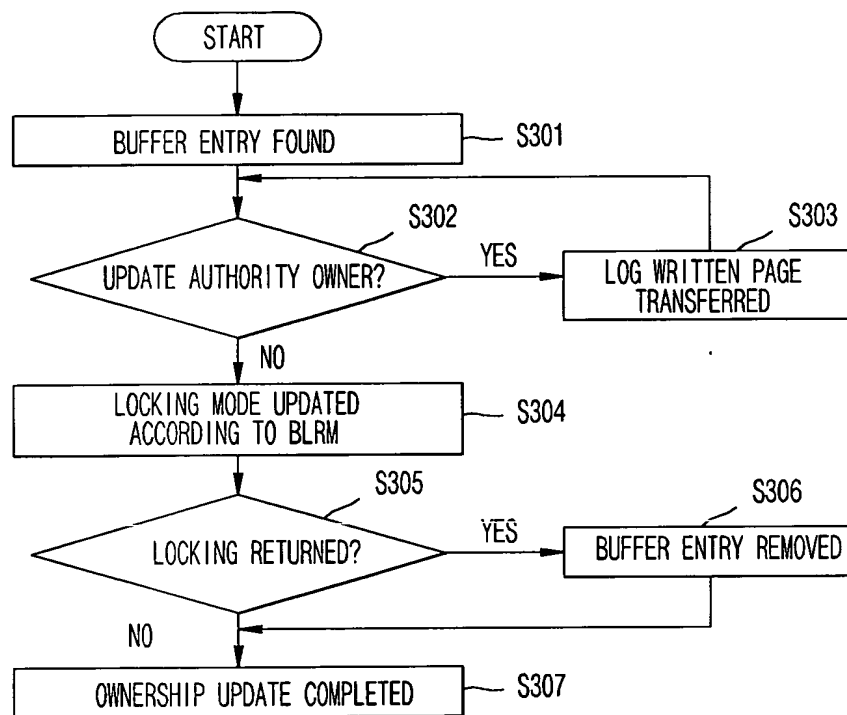 START
BUFFER ENTRY FOUND
S301
S302
UPDATE AUTHORITY OWNER?
YES
S303
LOG WRITTEN PAGE
TRANSFERRED
NO
LOCKING MODE UPDATED
ACCORDING TO BLRM
S304
S305
LOCKING RETURNED?
YES
S306
BUFFER ENTRY REMOVED
NO
OWNERSHIP UPDATE COMPLETED
S307